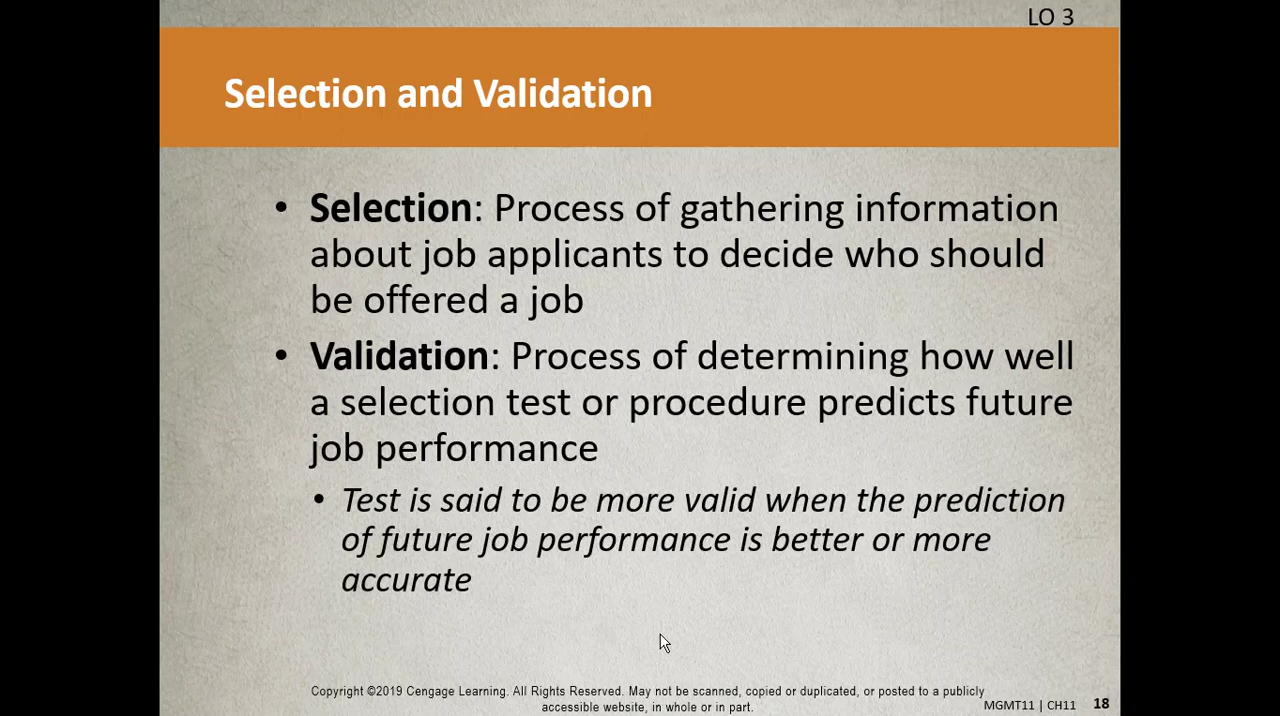 LO 3
Selection and Validation
• Selection: Process of gathering information
about job applicants to decide who should
be offered a job
• Validation: Process of determining how well
a selection test or procedure predicts future
job performance
• Test is said to be more valid when the prediction
of future job performance is better or more
accurate
Copyright ©2019 Cengage Learning. All Rights Reserved. May not be scanned, copied or duplicated, or posted to a publicly
accessible website, in whole or in part.
MGMT11 | CH11 18